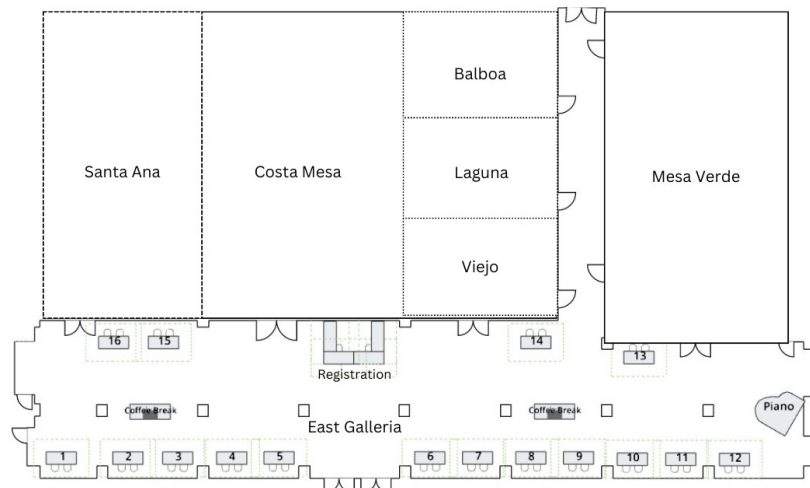 Balboa
Santa Ana
Costa Mesa
Laguna
Mesa Verde
Viejo
16
15
14
13
Registration
Coffee Break
Coffee Break
Piano
East Galleria
1
2
3
4
5
6
7
8
9
10
11
12